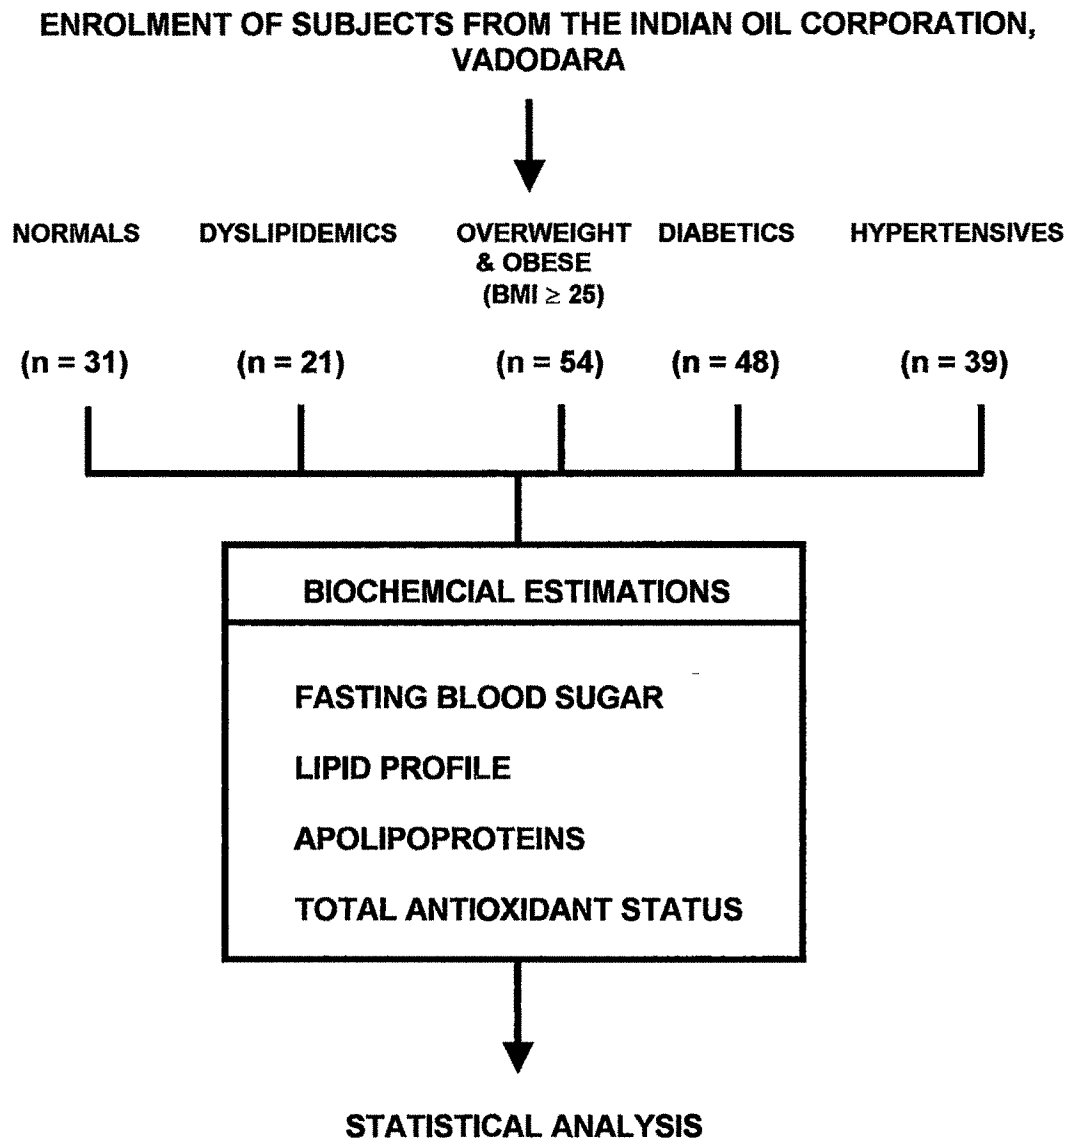 ENROLMENT OF SUBJECTS FROM THE INDIAN OIL CORPORATION,
VADODARA
NORMALS DYSLIPIDEMICS OVERWEIGHT DIABETICS HYPERTENSIVES
& OBESE
(BMI ≥ 25)
(n = 31) (n = 21) (n = 54) (n = 48) (n = 39)
BIOCHEMCIAL ESTIMATIONS
FASTING BLOOD SUGAR
LIPID PROFILE
APOLIPOPROTEINS
TOTAL ANTIOXIDANT STATUS
STATISTICAL ANALYSIS